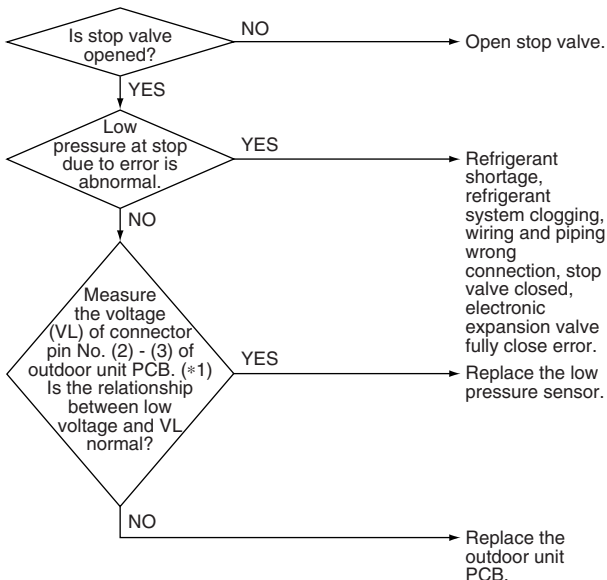 Is stop valve
opened?
NO
Open stop valve.
YES
Low
pressure at stop
due to error is
abnormal.
YES
Refrigerant
shortage,
refrigerant
system clogging,
wiring and piping
wrong
connection, stop
valve closed,
electronic
expansion valve
fully close error.
NO
Measure
the voltage
(VL) of connector
pin No. (2) - (3) of
outdoor unit PCB. (*1)
Is the relationship
between low
voltage and VL
normal?
YES
Replace the low
pressure sensor.
NO
Replace the
outdoor unit
PCB.